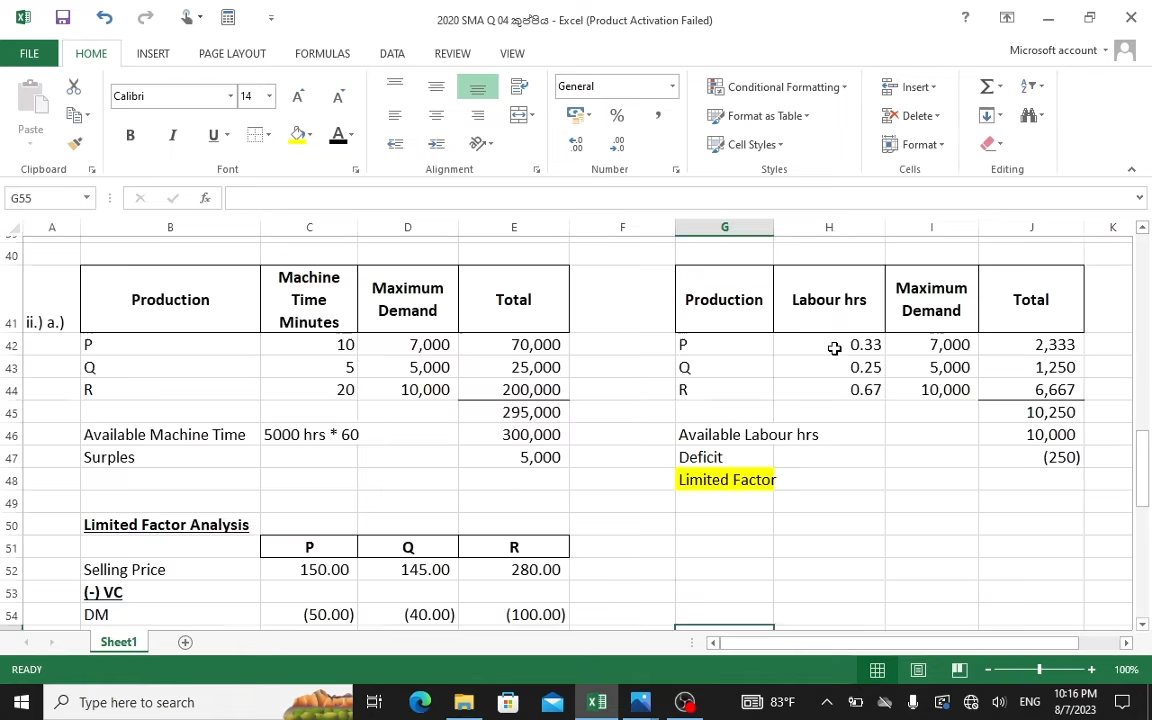 2020 SMA Q 04 කුප්පිය - Excel (Product Activation Failed)
FILE HOME INSERT PAGE LAYOUT FORMULAS DATA REVIEW VIEW Microsoft account
Paste Calibri 14 General Conditional Formatting Insert
B I U Format as Table Delete
Cell Styles Format
Clipboard Font Alignment Number Styles Cells Editing
G55 fx
A B C D E F G H I J K
40
41 ii.) a.) Production Machine Time Minutes Maximum Demand Total Production Labour hrs Maximum Demand Total
42 P 10 7,000 70,000 P 0.33 7,000 2,333
43 Q 5 5,000 25,000 Q 0.25 5,000 1,250
44 R 20 10,000 200,000 R 0.67 10,000 6,667
45 295,000 10,250
46 Available Machine Time 5000 hrs * 60 300,000 Available Labour hrs 10,000
47 Surples 5,000 Deficit (250)
48 Limited Factor
49
50 Limited Factor Analysis
51 P Q R
52 Selling Price 150.00 145.00 280.00
53 (-) VC
54 DM (50.00) (40.00) (100.00)
Sheet1
READY 100%
Type here to search 83°F ENG 10:16 PM
8/7/2023